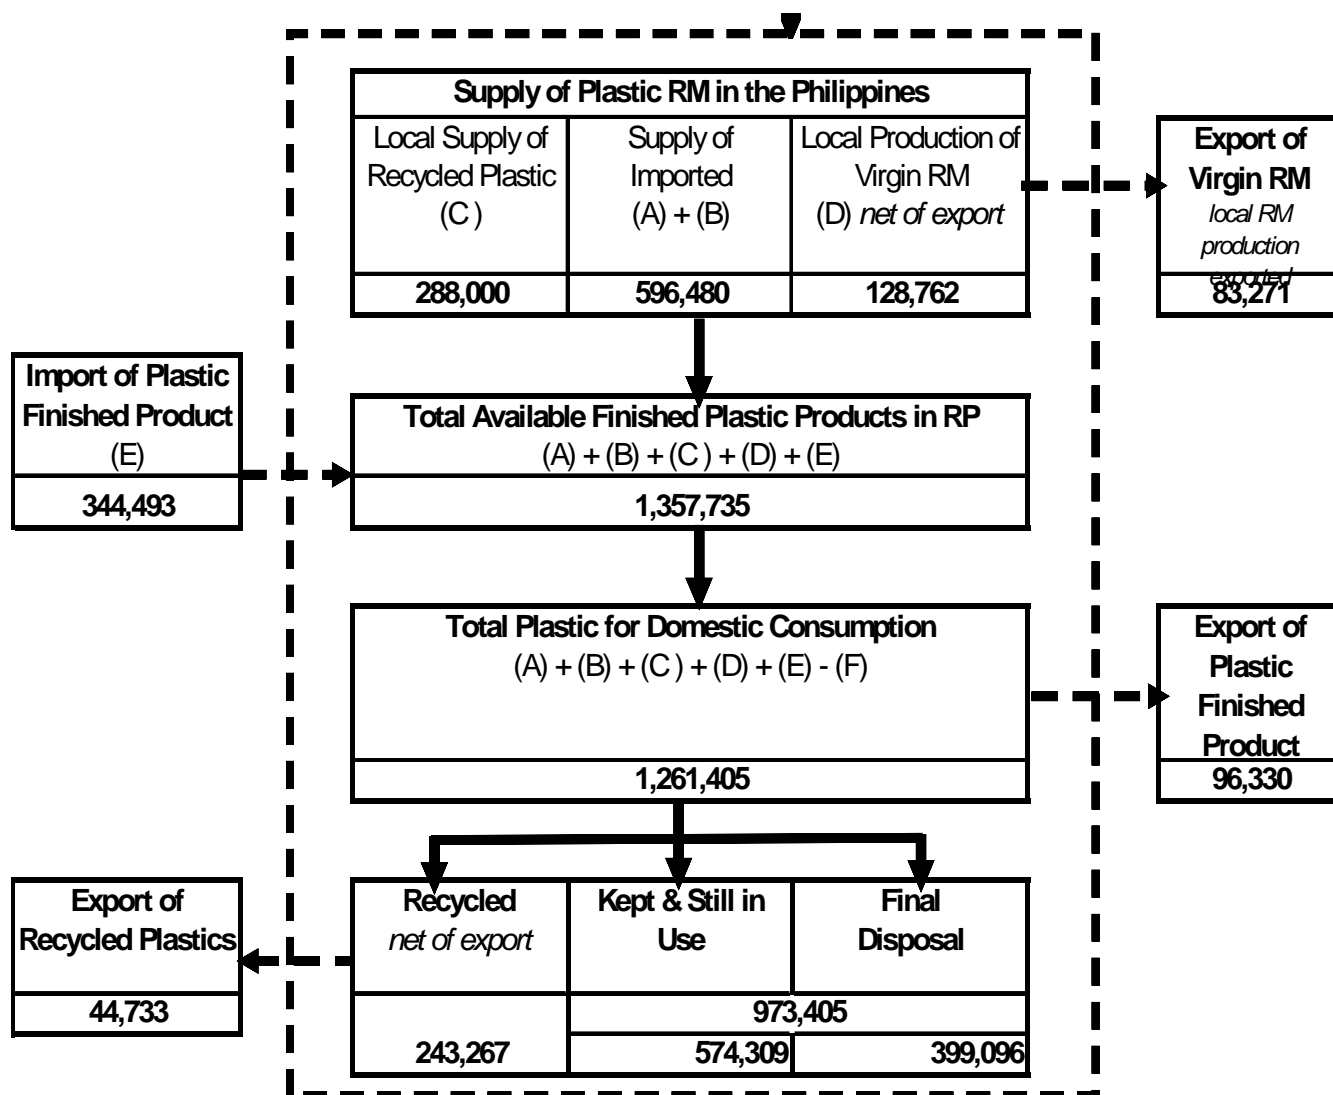 Supply of Plastic RM in the Philippines
Local Supply of
Recycled Plastic
(C )
288,000
Supply of
Imported
(A) + (B)
596,480
Local Production of
Virgin RM
(D) net of export
128,762
Export of
Virgin RM
local RM
production
exported
83,271
Import of Plastic
Finished Product
(E)
344,493
Total Available Finished Plastic Products in RP
(A) + (B) + (C ) + (D) + (E)
1,357,735
Total Plastic for Domestic Consumption
(A) + (B) + (C ) + (D) + (E) - (F)
1,261,405
Export of
Plastic
Finished
Product
96,330
Export of
Recycled Plastics
44,733
Recycled
net of export
243,267
Kept & Still in
Use
Final
Disposal
973,405
574,309
399,096